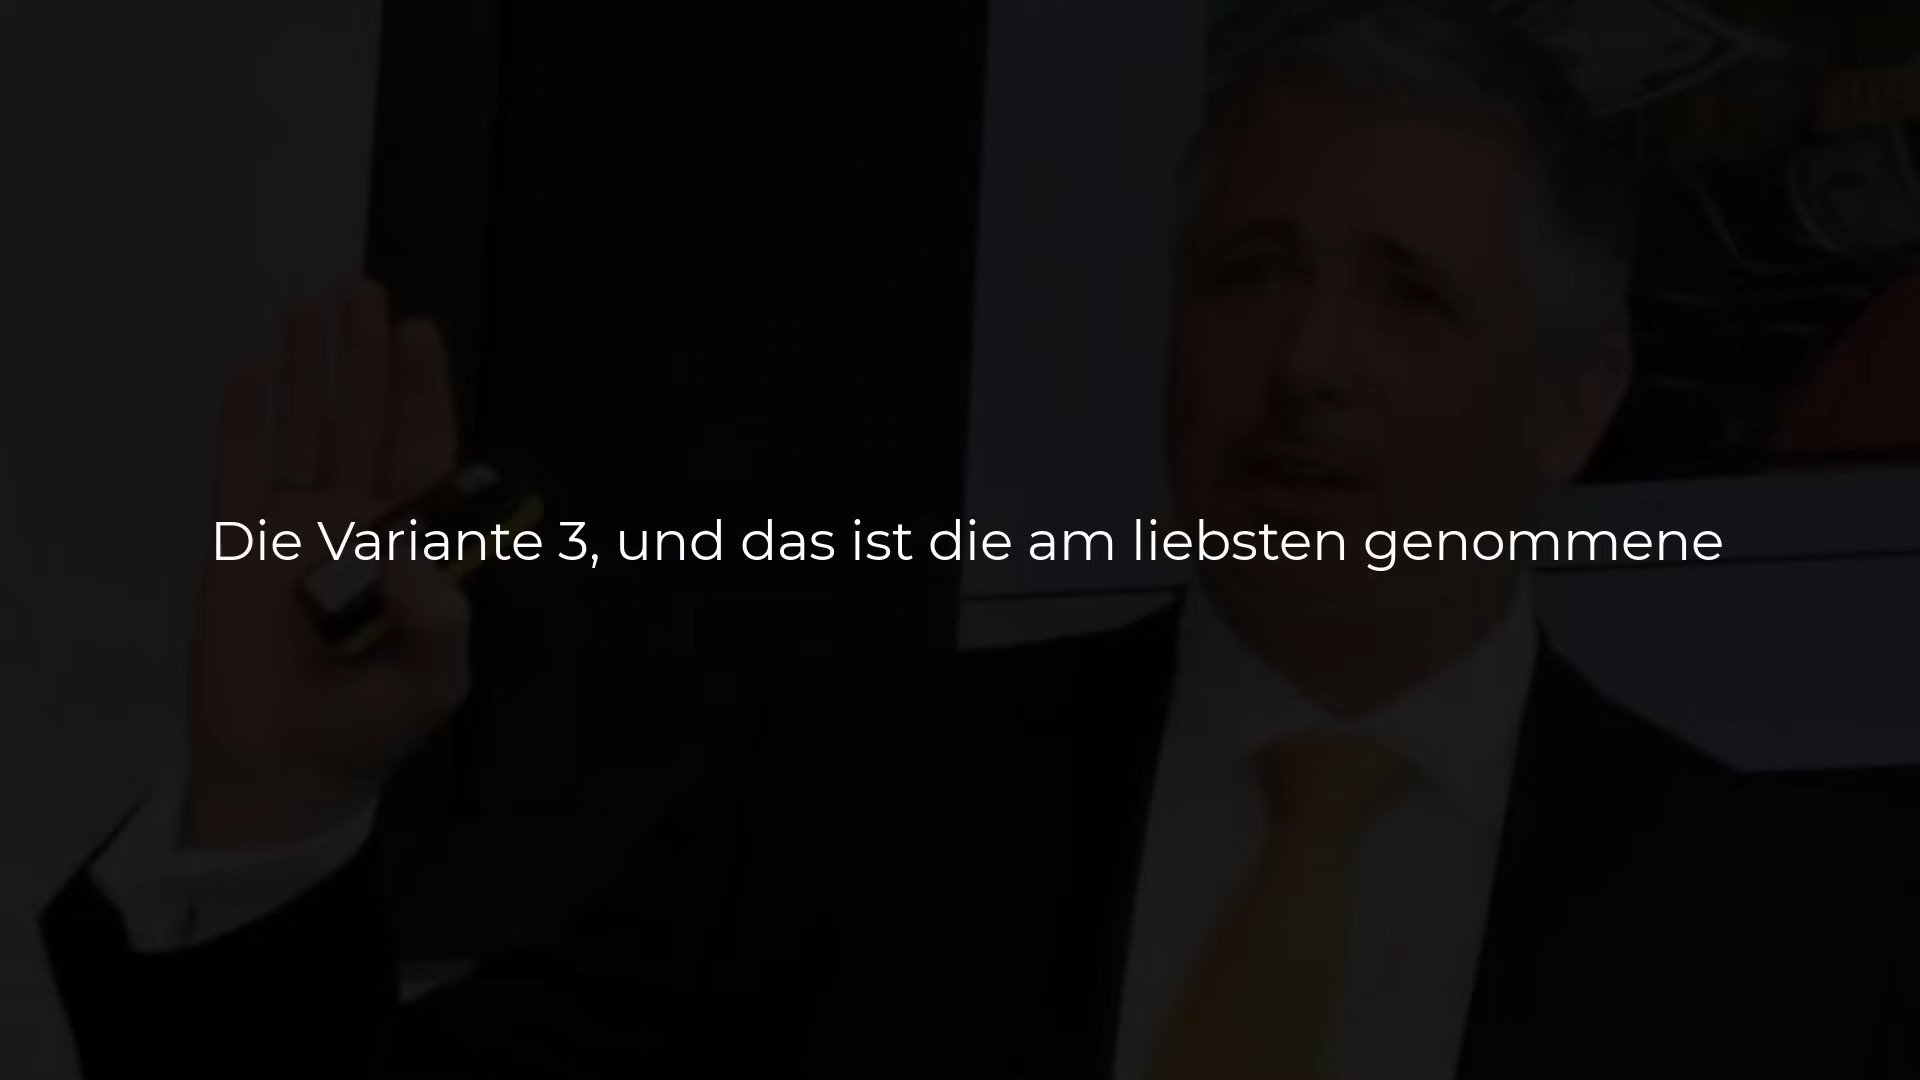 Die Variante 3, und das ist die am liebsten genommene